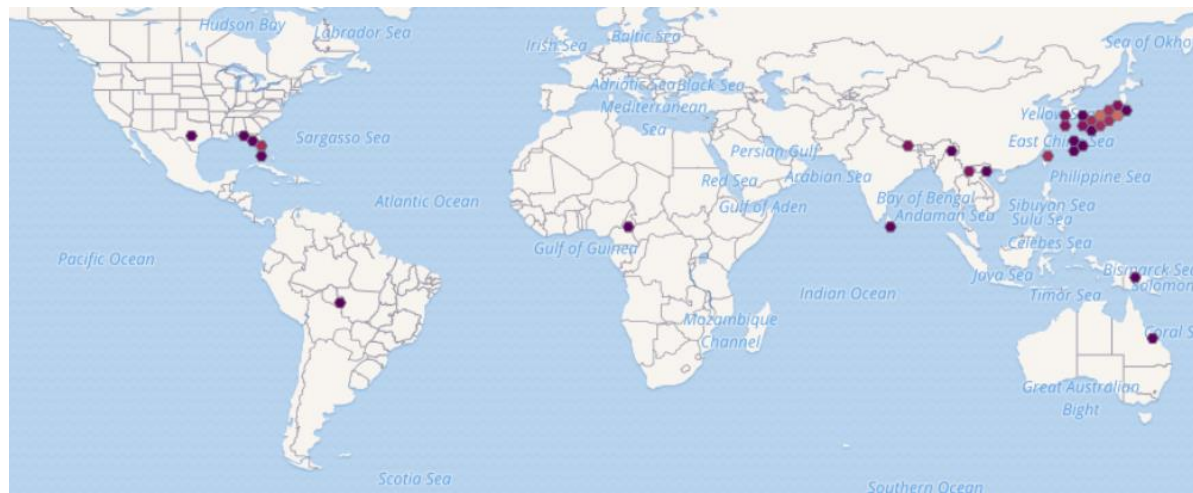 Hudson Bay
Labrador Sea
Irish Sea
Baltic Sea
Sea of Okho
Adriatic Sea
Black Sea
Mediterranean
Sea
Sargasso Sea
Yellow S
East China Sea
Persian Gulf
Red Sea
Arabian Sea
Gulf of Aden
Bay of Bengal
Andaman Sea
Philippine Sea
Sibuyan Sea
Sulu Sea
Celebes Sea
Atlantic Ocean
Gulf of Guinea
Pacific Ocean
Indian Ocean
Java Sea
Bismarck Sea
Solomon
Timor Sea
Mozambique
Channel
Coral S
Great Australian
Bight
Scotia Sea
Southern Ocean